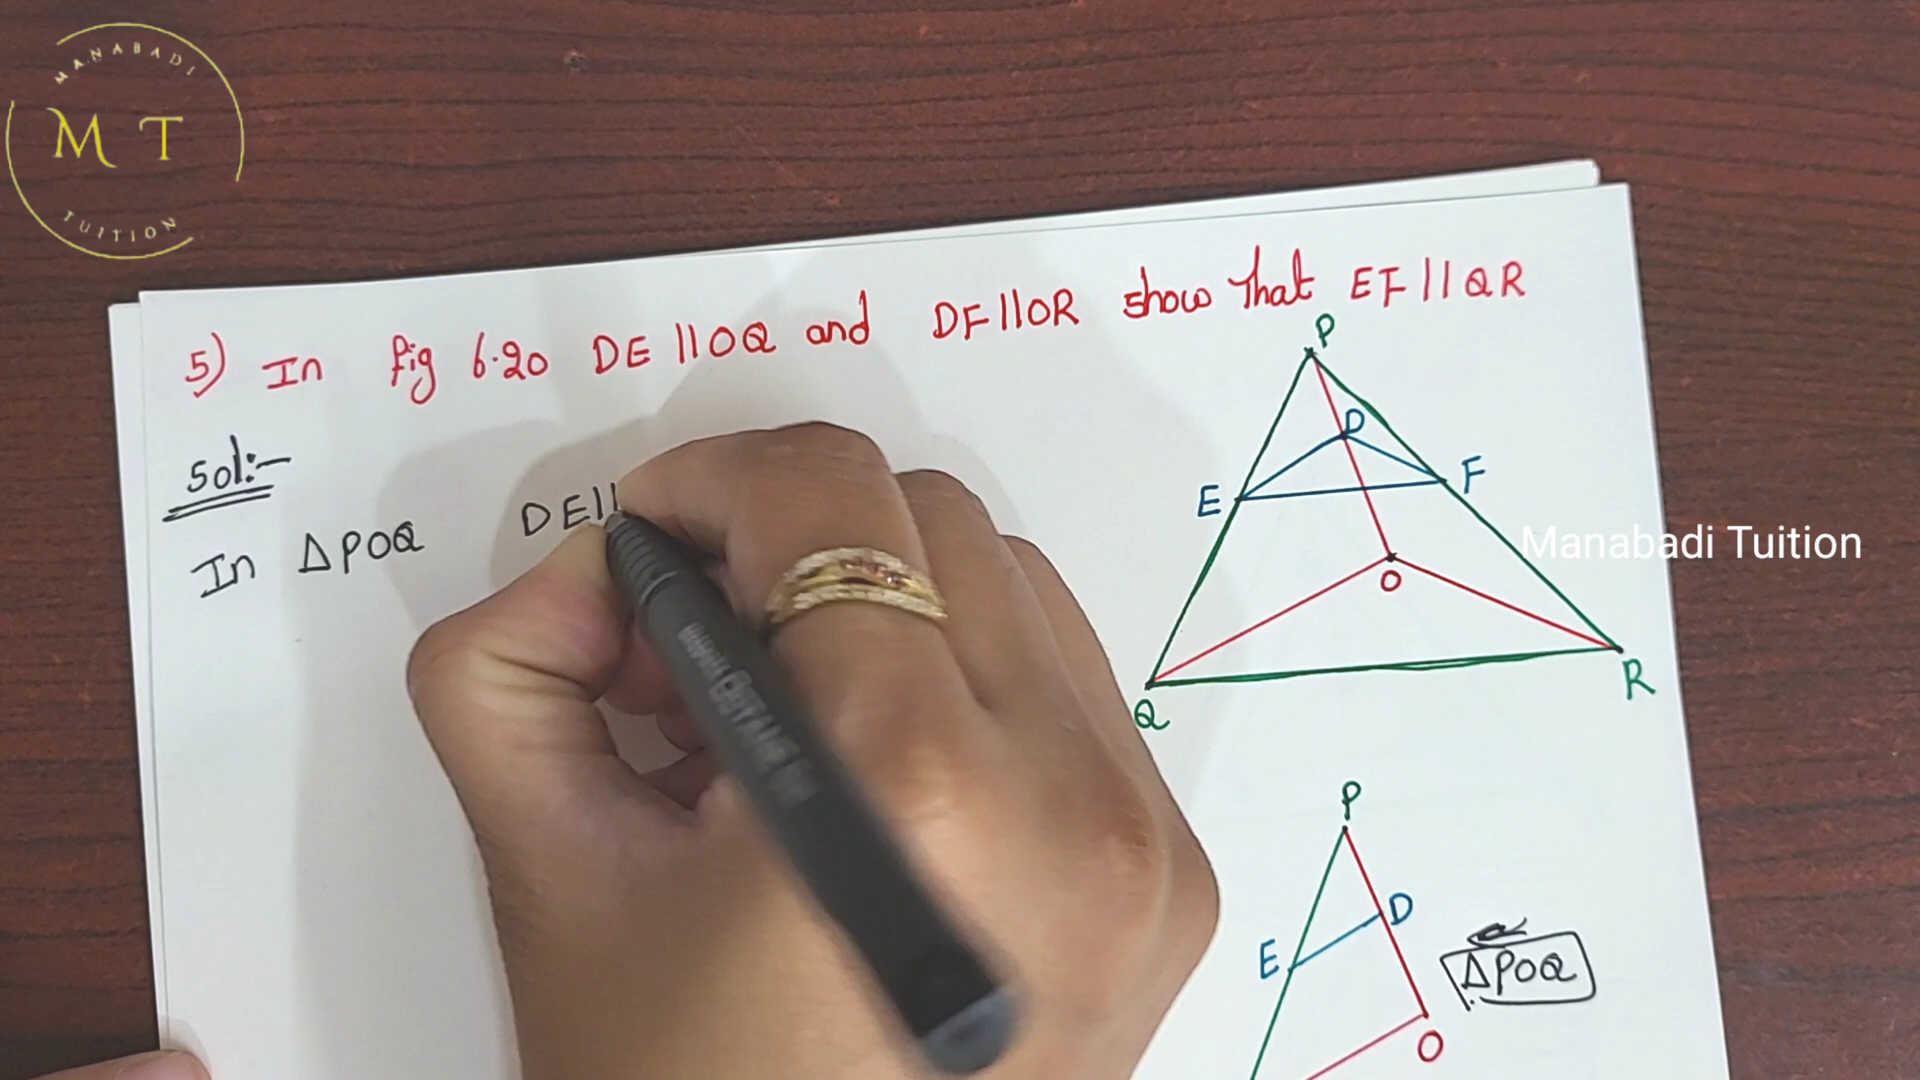 MANABADI
M T
TUITION
5) In fig 6.20 DE || OQ and DF || OR show that EF || QR
Sol:-
In ΔPOQ DE||
P
D
E
F
Manabadi Tuition
O
Q
R
P
D
E
ΔPOQ
O